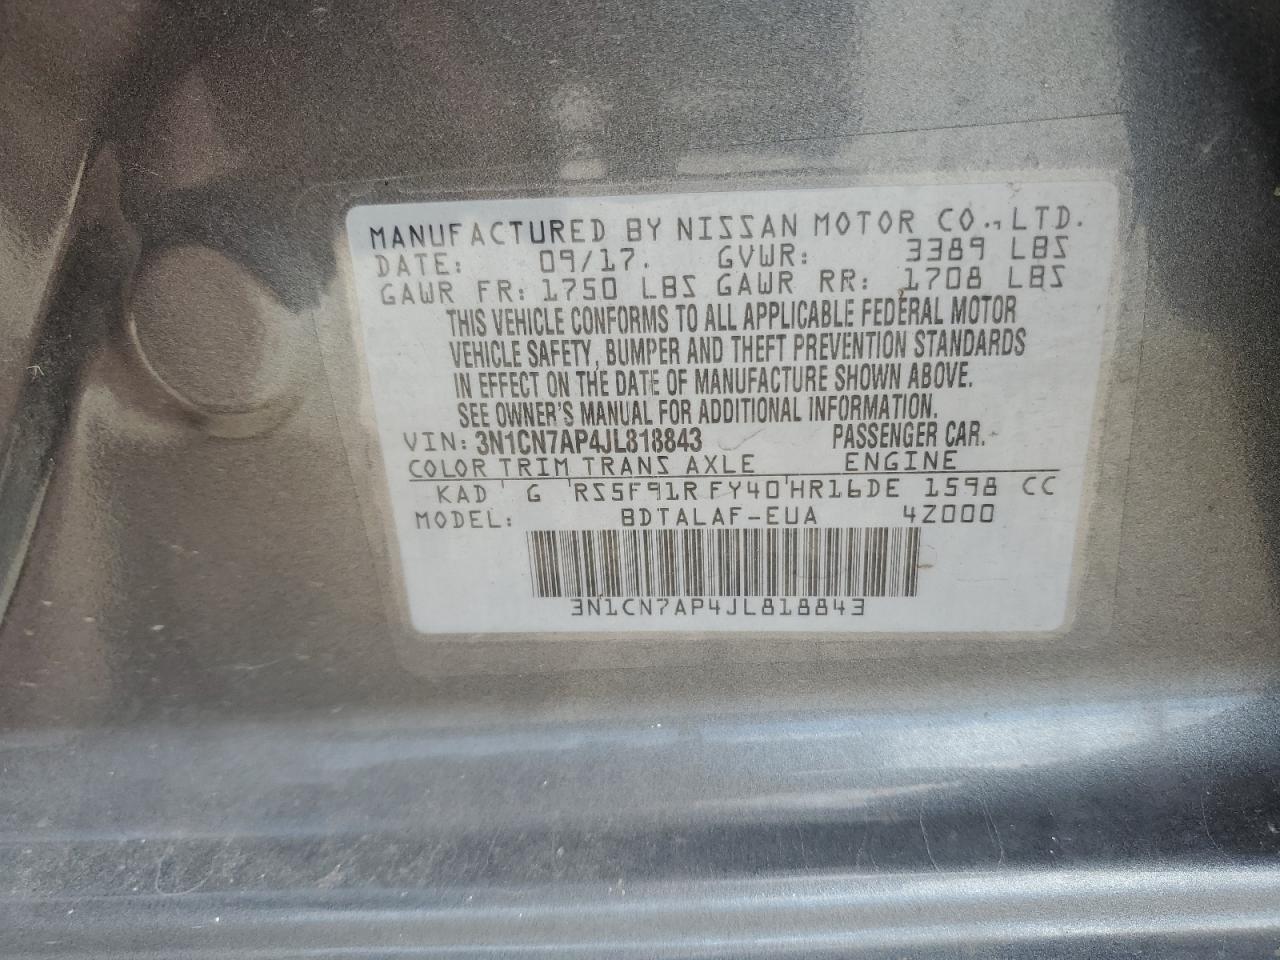 MANUFACTURED BY NISSAN MOTOR CO., LTD.
DATE: 09/17. GVWR: 3389 LBS
GAWR FR: 1750 LBS GAWR RR: 1708 LBS
THIS VEHICLE CONFORMS TO ALL APPLICABLE FEDERAL MOTOR
VEHICLE SAFETY, BUMPER AND THEFT PREVENTION STANDARDS
IN EFFECT ON THE DATE OF MANUFACTURE SHOWN ABOVE.
SEE OWNER'S MANUAL FOR ADDITIONAL INFORMATION.
VIN: 3N1CN7AP4JL818843 PASSENGER CAR.
COLOR TRIM TRANS AXLE ENGINE
KAD G RS5F91R FY40 HR16DE 1598 CC
MODEL: BDTALAF-EUA 4Z000
3N1CN7AP4JL818843